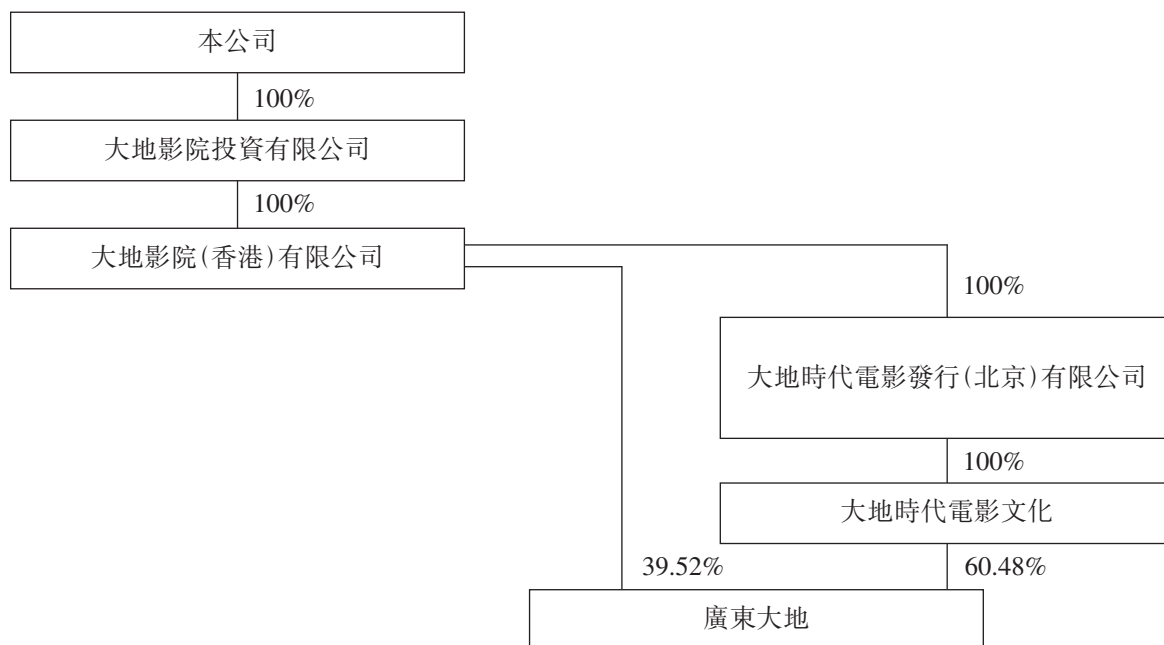 本公司
100%
大地影院投資有限公司
100%
大地影院(香港)有限公司
100%
大地時代電影發行(北京)有限公司
100%
大地時代電影文化
39.52%
60.48%
廣東大地